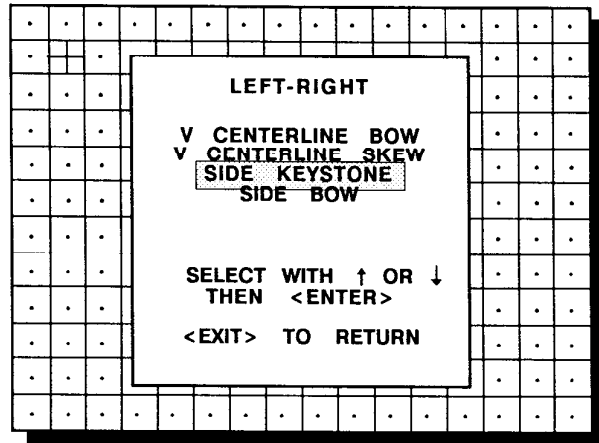 LEFT-RIGHT
V CENTERLINE BOW
V CENTERLINE SKEW
SIDE KEYSTONE
SIDE BOW
SELECT WITH ↑ OR ↓
THEN <ENTER>
<EXIT> TO RETURN